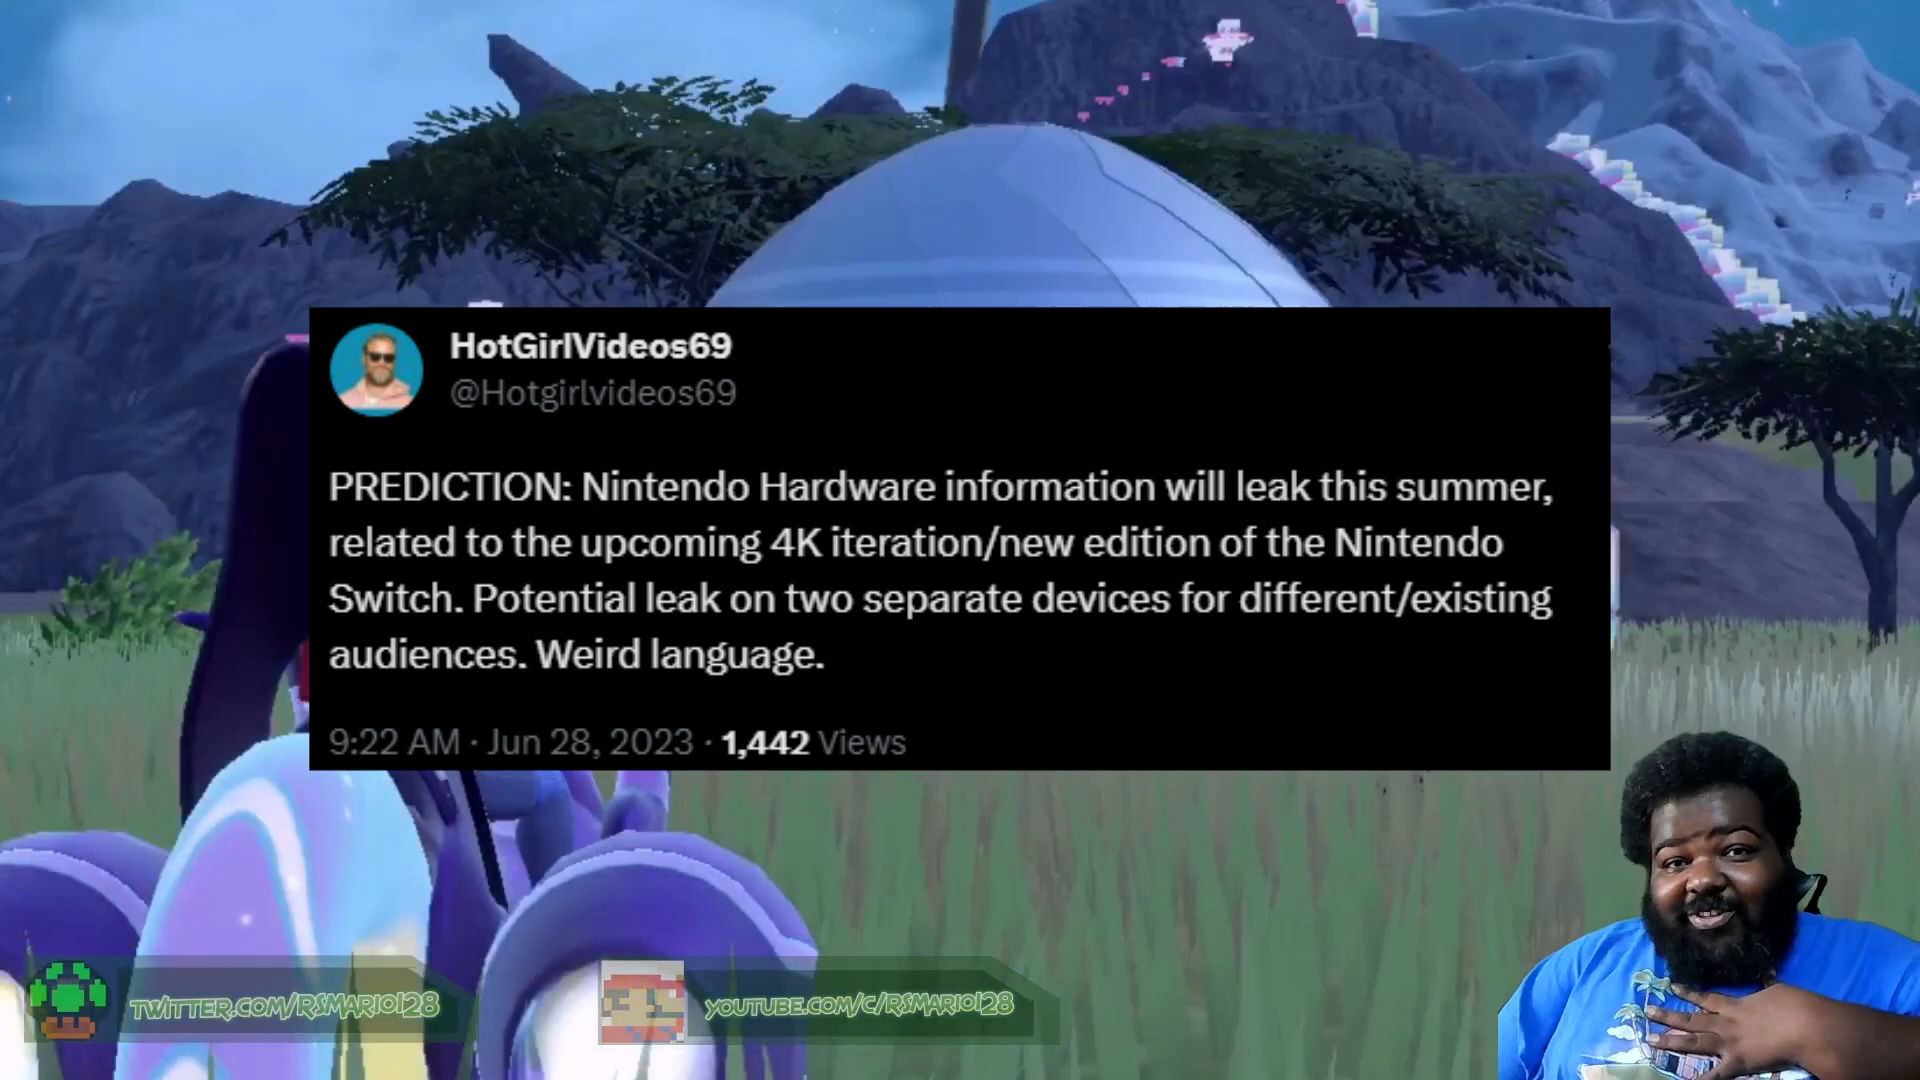 HotGirlVideos69
@Hotgirlvideos69
PREDICTION: Nintendo Hardware information will leak this summer,
related to the upcoming 4K iteration/new edition of the Nintendo
Switch. Potential leak on two separate devices for different/existing
audiences. Weird language.
9:22 AM · Jun 28, 2023 · 1,442 Views
TWITTER.COM/RSMARIO128
YOUTUBE.COM/C/RSMARIO128